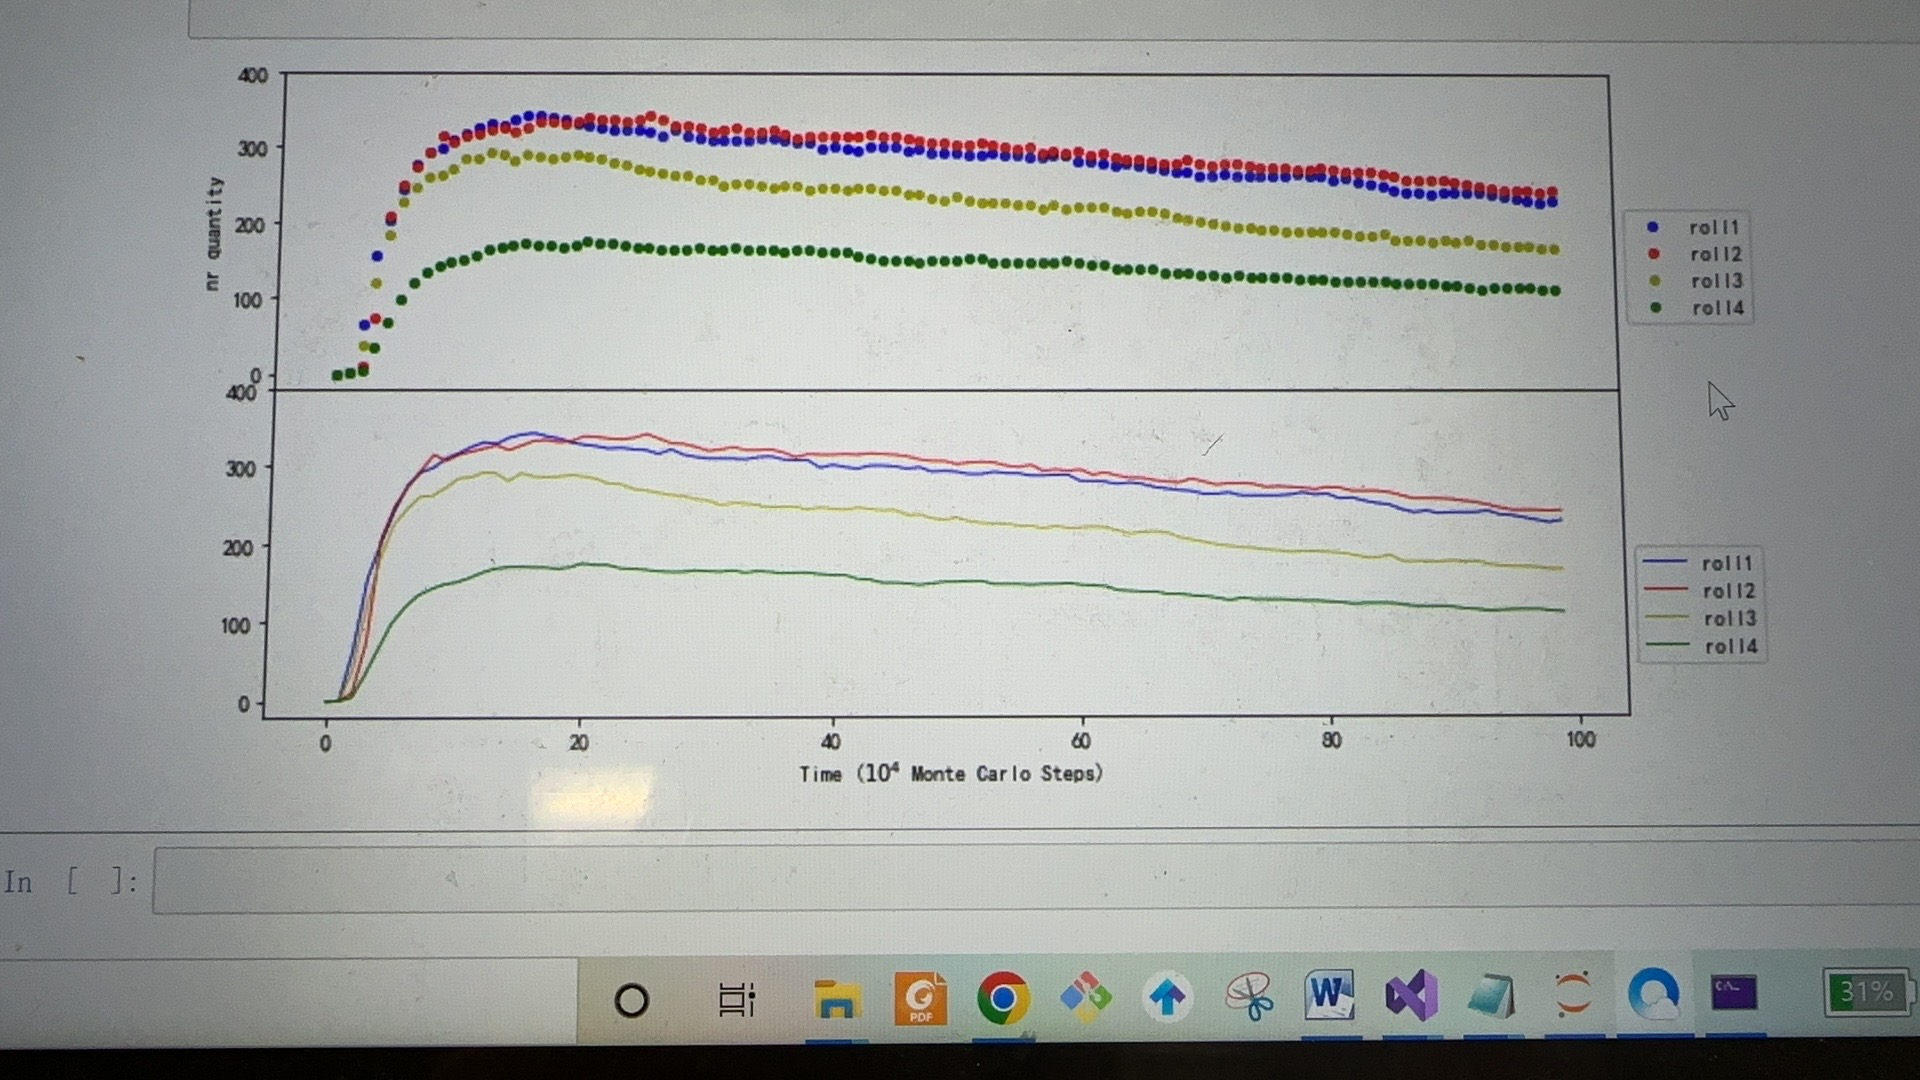 400
300
200
100
0
nr quantity
roll1
roll2
roll3
roll4
400
300
200
100
0
roll1
roll2
roll3
roll4
0 20 40 60 80 100
Time (10⁴ Monte Carlo Steps)
In [ ]:
PDF
W
C:\_
31%